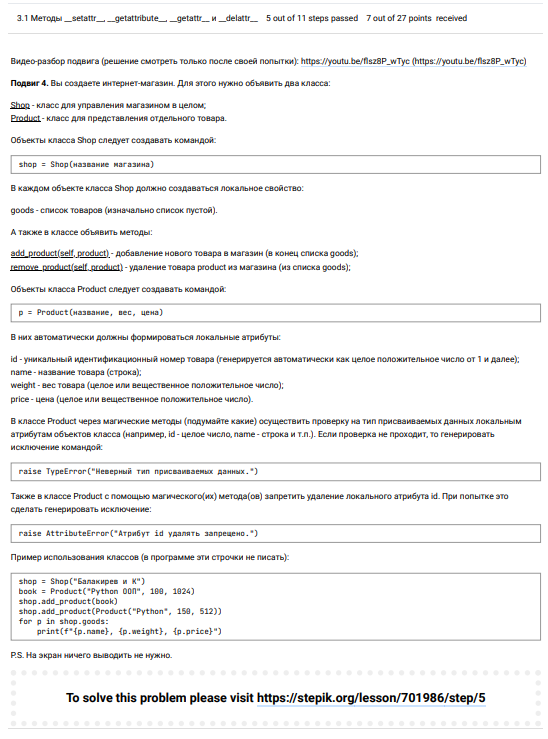 3.1 Методы __setattr__, __getattribute__, __getattr__ и __delattr__ 5 out of 11 steps passed 7 out of 27 points received
Видео-разбор подвига (решение смотреть только после своей попытки): https://youtu.be/flsz8P_wTyc (https://youtu.be/flsz8P_wTyc)
Подвиг 4. Вы создаете интернет-магазин. Для этого нужно объявить два класса:
Shop - класс для управления магазином в целом;
Product - класс для представления отдельного товара.
Объекты класса Shop следует создавать командой:
shop = Shop(название магазина)
В каждом объекте класса Shop должно создаваться локальное свойство:
goods - список товаров (изначально список пустой).
А также в классе объявить методы:
add_product(self, product) - добавление нового товара в магазин (в конец списка goods);
remove_product(self, product) - удаление товара product из магазина (из списка goods);
Объекты класса Product следует создавать командой:
p = Product(название, вес, цена)
В них автоматически должны формироваться локальные атрибуты:
id - уникальный идентификационный номер товара (генерируется автоматически как целое положительное число от 1 и далее);
name - название товара (строка);
weight - вес товара (целое или вещественное положительное число);
price - цена (целое или вещественное положительное число).
В классе Product через магические методы (подумайте какие) осуществить проверку на тип присваиваемых данных локальным
атрибутам объектов класса (например, id - целое число, name - строка и т.п.). Если проверка не проходит, то генерировать
исключение командой:
raise TypeError("Неверный тип присваиваемых данных.")
Также в классе Product с помощью магического(их) метода(ов) запретить удаление локального атрибута id. При попытке это
сделать генерировать исключение:
raise AttributeError("Атрибут id удалять запрещено.")
Пример использования классов (в программе эти строчки не писать):
shop = Shop("Балакирев и К")
book = Product("Python ООП", 100, 1024)
shop.add_product(book)
shop.add_product(Product("Python", 150, 512))
for p in shop.goods:
print(f"{p.name}, {p.weight}, {p.price}")
P.S. На экран ничего выводить не нужно.
To solve this problem please visit https://stepik.org/lesson/701986/step/5